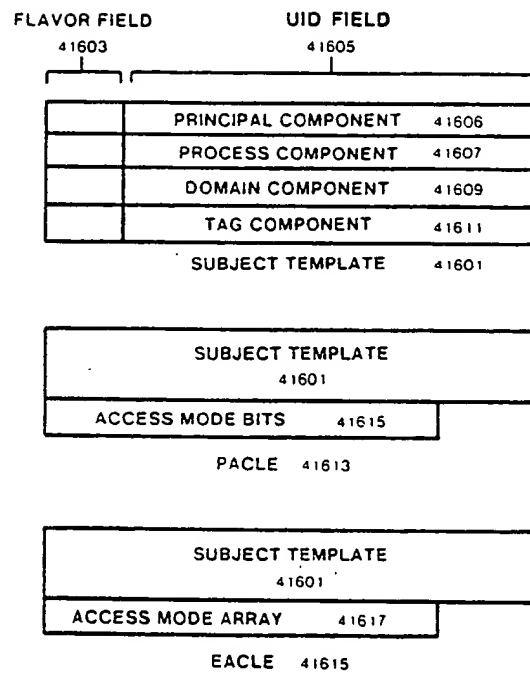 FLAVOR FIELD UID FIELD
41603 41605
PRINCIPAL COMPONENT 41606
PROCESS COMPONENT 41607
DOMAIN COMPONENT 41609
TAG COMPONENT 41611
SUBJECT TEMPLATE 41601
SUBJECT TEMPLATE
41601
ACCESS MODE BITS 41615
PACLE 41613
SUBJECT TEMPLATE
41601
ACCESS MODE ARRAY 41617
EACLE 41615